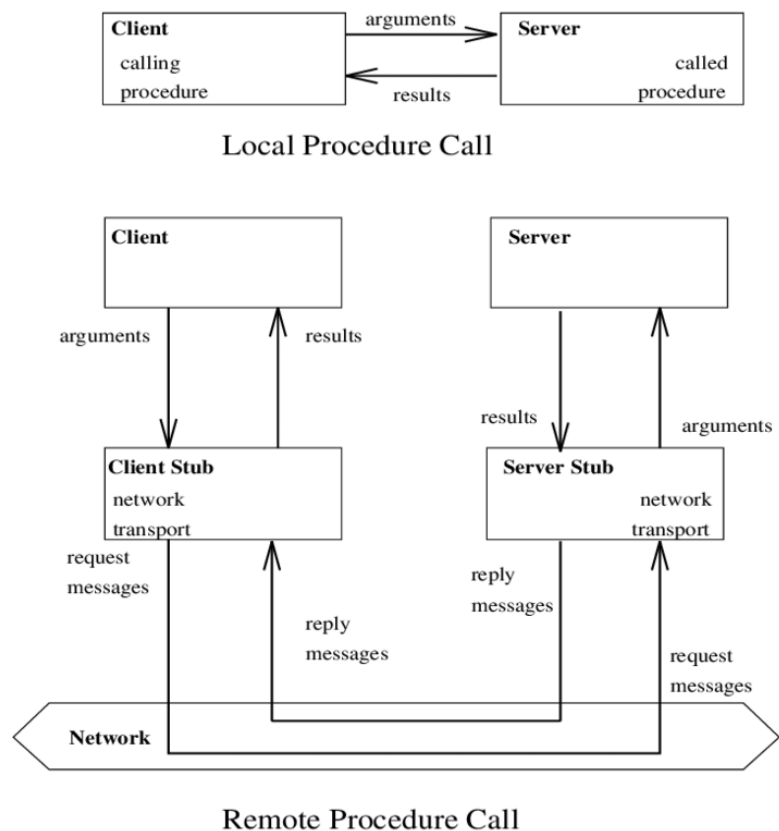 Client
calling
procedure
arguments
results
Server
called
procedure
Local Procedure Call
Client
Server
arguments
results
results
arguments
Client Stub
network
transport
Server Stub
network
transport
request
messages
reply
messages
reply
messages
request
messages
Network
Remote Procedure Call